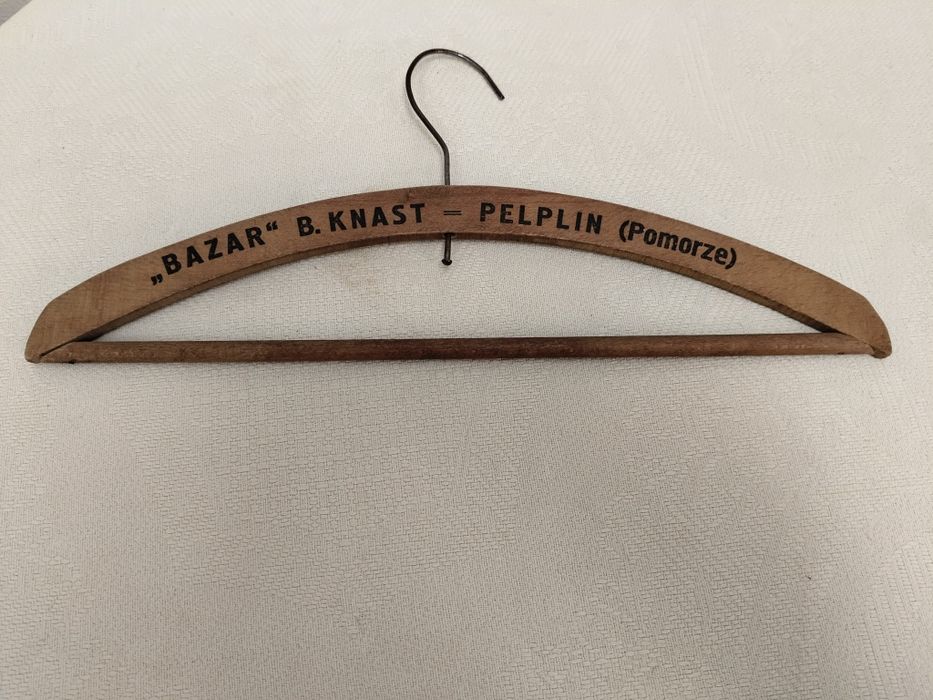 „BAZAR“ B. KNAST = PELPLIN (Pomorze)